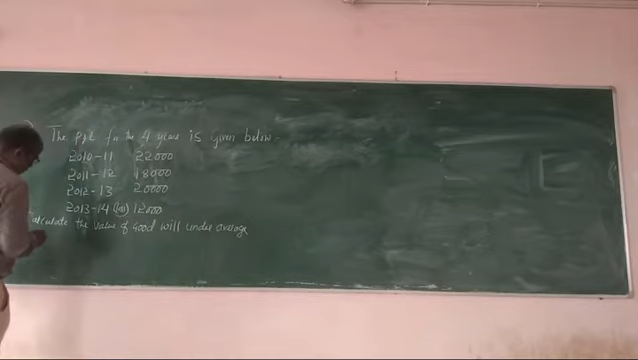 The ppl for the 4 years is given below-
2010-11 22000
2011-12 18000
2012-13 20000
2013-14 12000
Calculate the value of good will under average